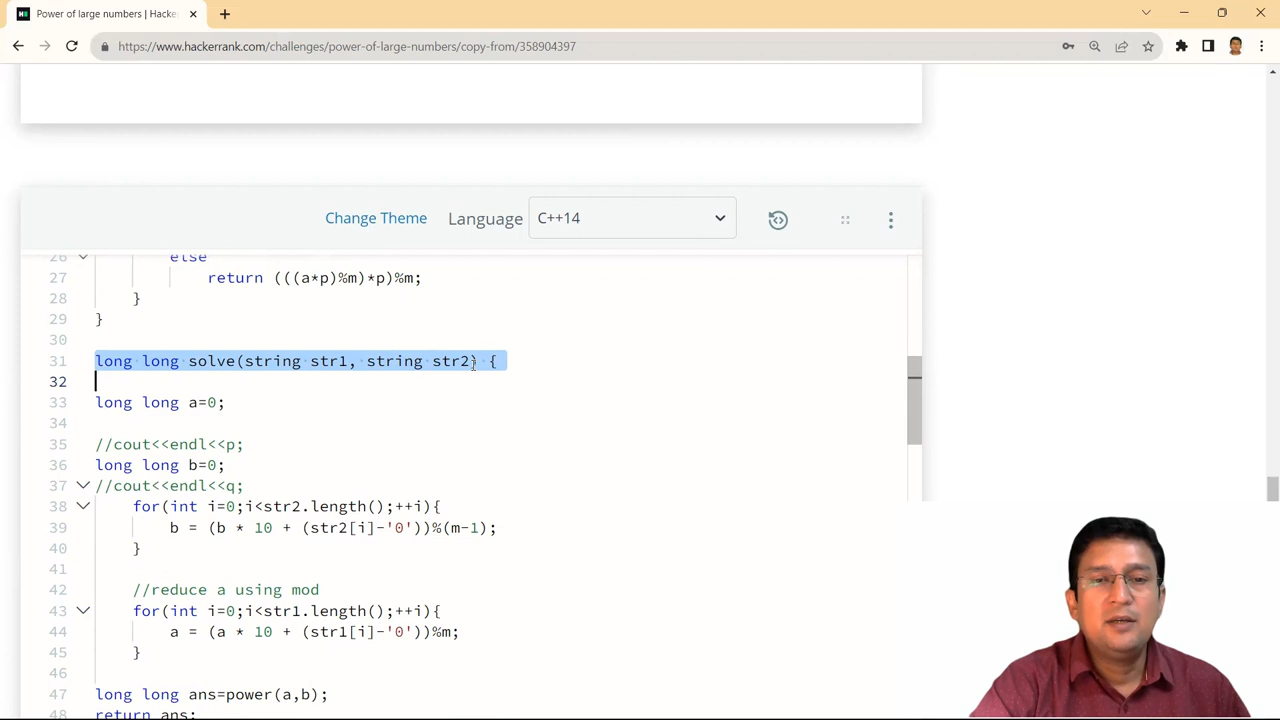 Power of large numbers | Hacker
https://www.hackerrank.com/challenges/power-of-large-numbers/copy-from/358904397
Change Theme Language C++14
26 else
27 return (((a*p)%m)*p)%m;
28 }
29 }
30
31 long long solve(string str1, string str2) {
32
33 long long a=0;
34
35 //cout<<endl<<p;
36 long long b=0;
37 //cout<<endl<<q;
38 for(int i=0;i<str2.length();++i){
39 b = (b * 10 + (str2[i]-'0'))%(m-1);
40 }
41
42 //reduce a using mod
43 for(int i=0;i<str1.length();++i){
44 a = (a * 10 + (str1[i]-'0'))%m;
45 }
46
47 long long ans=power(a,b);
48 return ans;